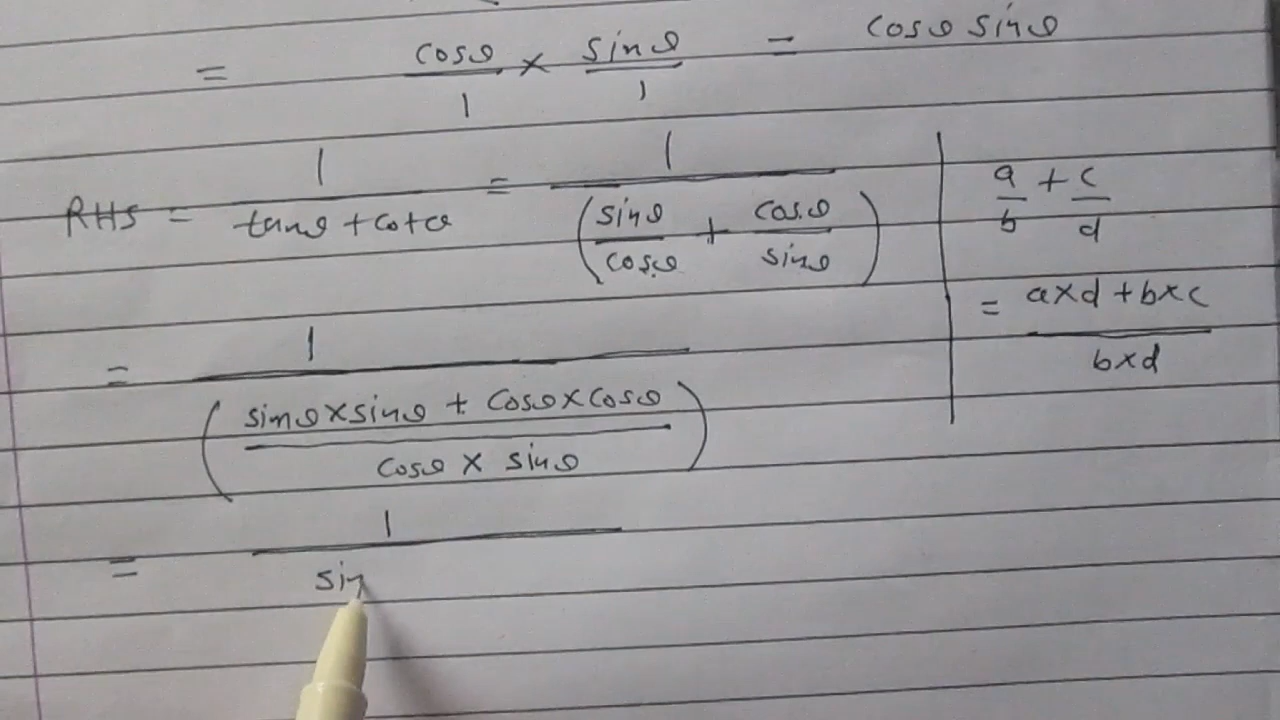 = cosθ/1 × sinθ/1 = cosθ sinθ
RHS = 1/(tanθ + cotθ) = 1/(sinθ/cosθ + cosθ/sinθ)
= 1/((sinθ×sinθ + cosθ×cosθ)/(cosθ × sinθ))
= 1/sin
a/b + c/d
= (a×d + b×c)/(b×d)